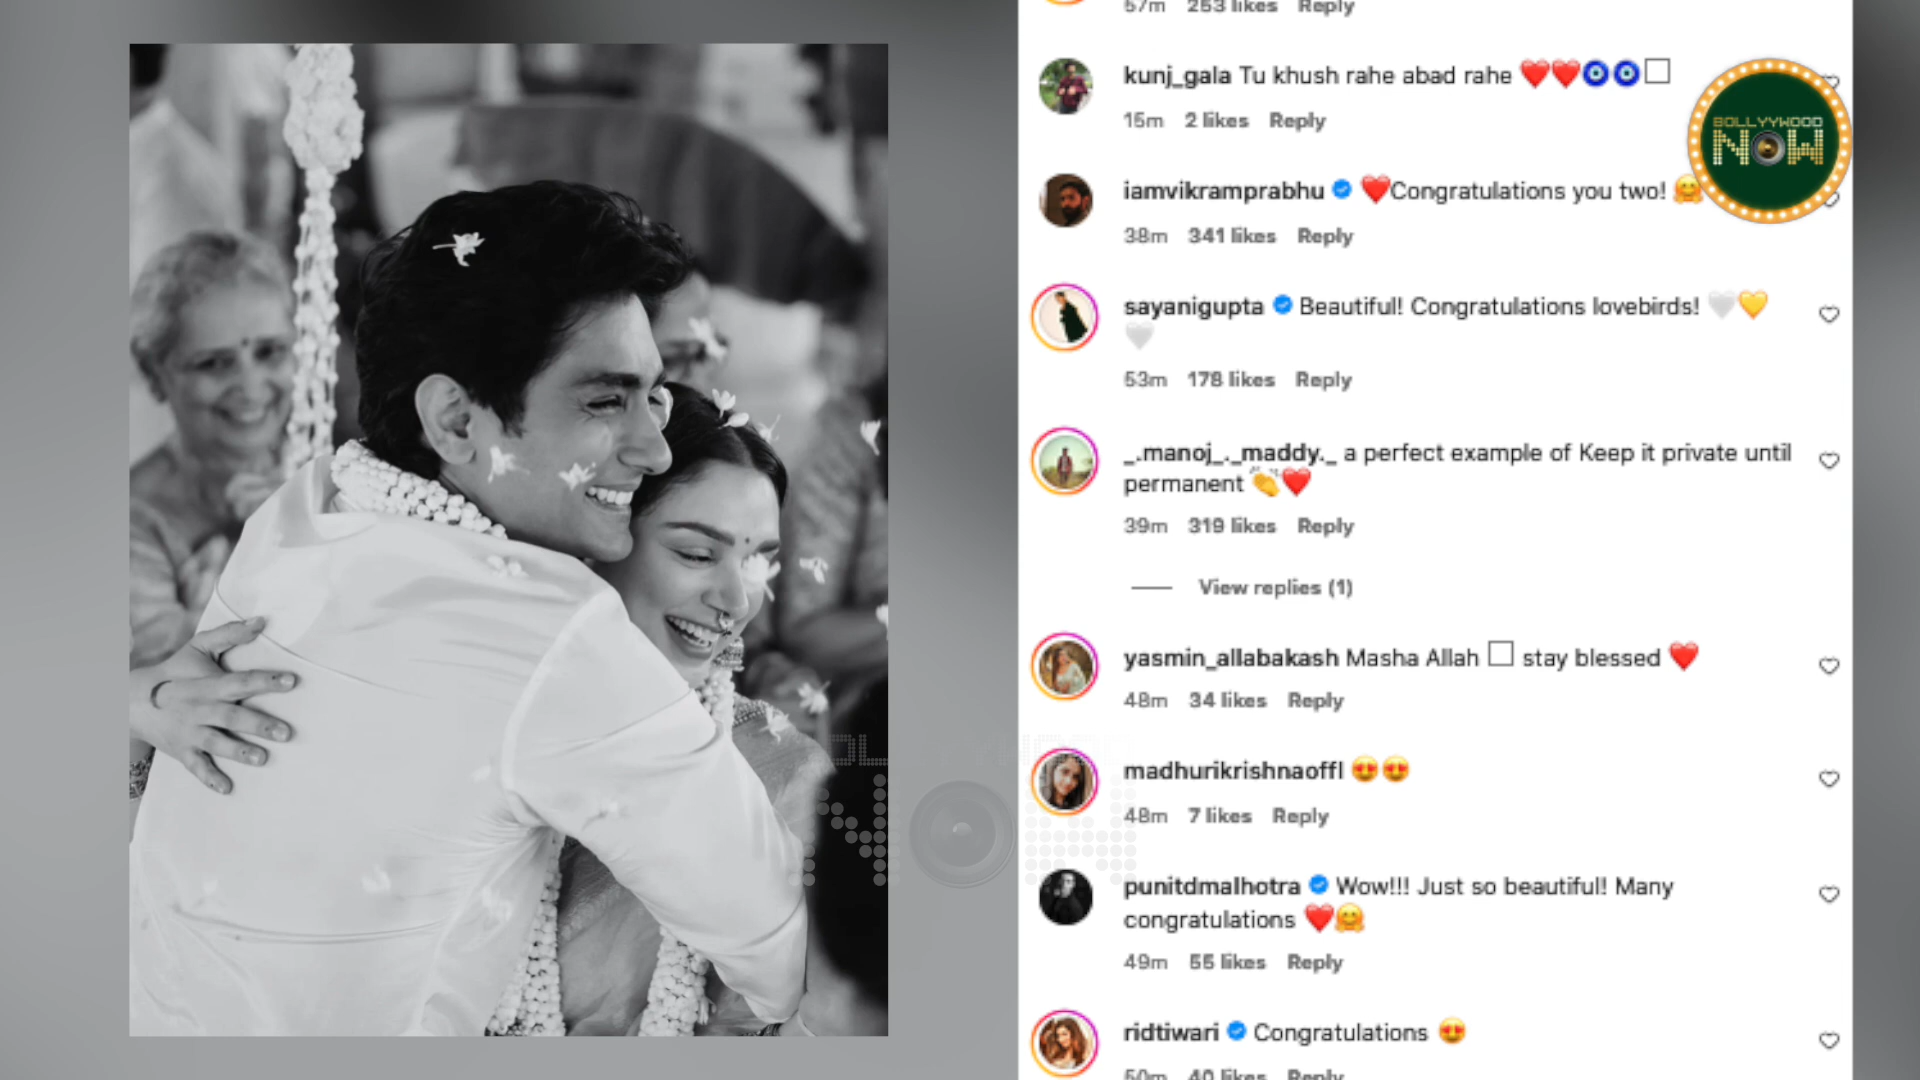 57m 253 likes Reply
kunj_gala Tu khush rahe abad rahe ❤️❤️🧿🧿□
15m 2 likes Reply
BOLLYYWOOD
NOW
iamvikramprabhu ❤️Congratulations you two! 🤗
38m 341 likes Reply
sayanigupta Beautiful! Congratulations lovebirds! 🤍💛
🤍
53m 178 likes Reply
_.manoj_._maddy._ a perfect example of Keep it private until
permanent 👏❤️
39m 319 likes Reply
View replies (1)
yasmin_allabakash Masha Allah □ stay blessed ❤️
48m 34 likes Reply
madhurikrishnaoffl 😍😍
48m 7 likes Reply
punitdmalhotra Wow!!! Just so beautiful! Many
congratulations ❤️🤗
49m 55 likes Reply
ridtiwari Congratulations 😍
50m 40 likes Reply
NOW